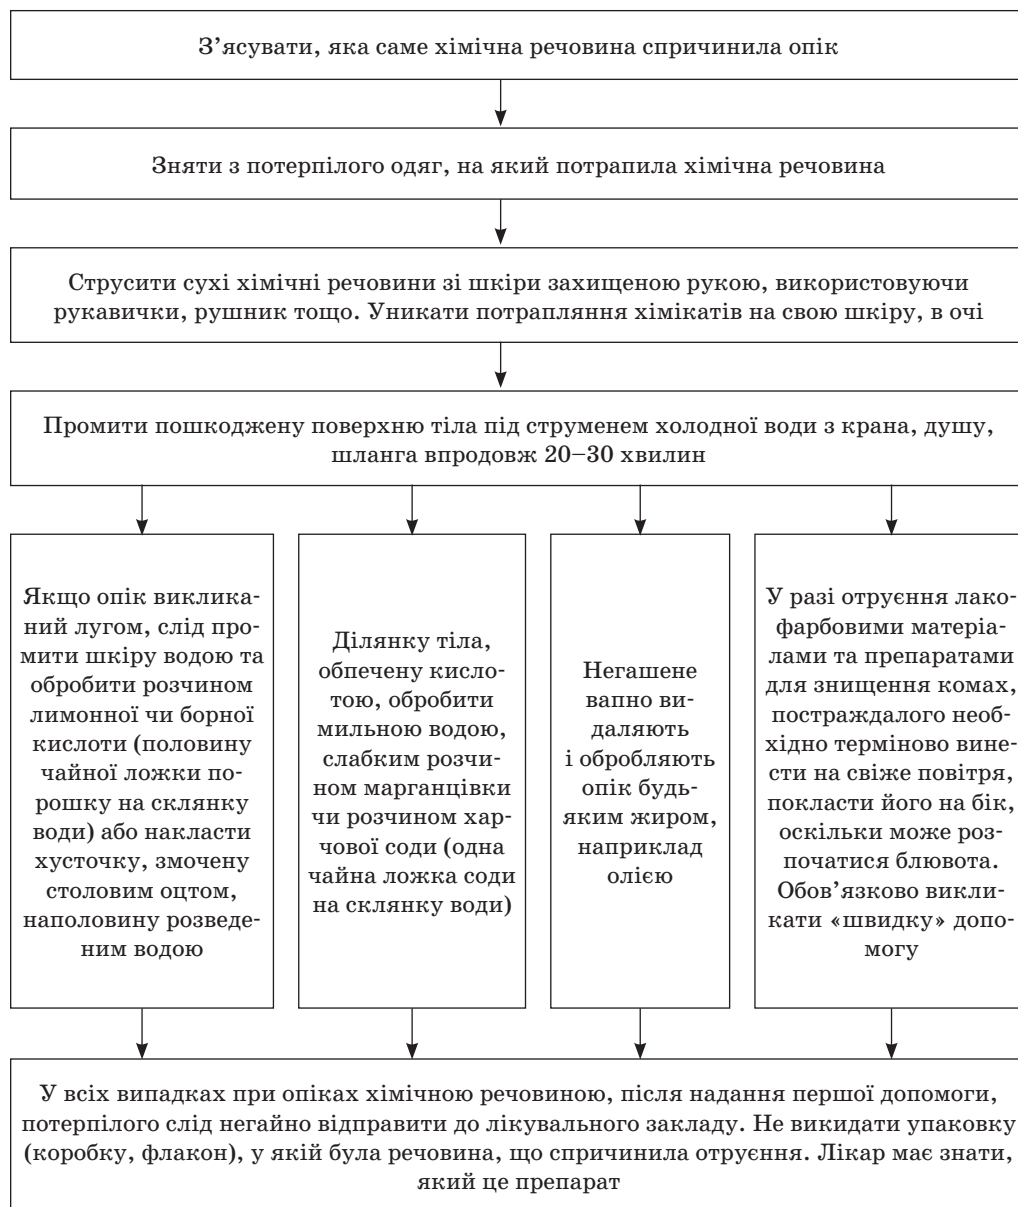 З’ясувати, яка саме хімічна речовина спричинила опік
Зняти з потерпілого одяг, на який потрапила хімічна речовина
Струсити сухі хімічні речовини зі шкіри захищеною рукою, використовуючи
рукавички, рушник тощо. Уникати потрапляння хімікатів на свою шкіру, в очі
Промити пошкоджену поверхню тіла під струменем холодної води з крана, душу,
шланга впродовж 20–30 хвилин
Якщо опік виклика-
ний лугом, слід про-
мити шкіру водою та
обробити розчином
лимонної чи борної
кислоти (половину
чайної ложки по-
рошку на склянку
води) або накласти
хусточку, змочену
столовим оцтом,
наполовину розведе-
ним водою
Ділянку тіла,
обпечену кисло-
тою, обробити
мильною водою,
слабким розчи-
ном марганцівки
чи розчином хар-
чової соди (одна
чайна ложка соди
на склянку води)
Негашене
вапно ви-
даляють
і обробляють
опік будь-
яким жиром,
наприклад
олією
У разі отруєння лако-
фарбовими матеріа-
лами та препаратами
для знищення комах,
постраждалого необ-
хідно терміново вине-
сти на свіже повітря,
покласти його на бік,
оскільки може роз-
початися блювота.
Обов’язково викли-
кати «швидку» допо-
могу
У всіх випадках при опіках хімічною речовиною, після надання першої допомоги,
потерпілого слід негайно відправити до лікувального закладу. Не викидати упаковку
(коробку, флакон), у якій була речовина, що спричинила отруєння. Лікар має знати,
який це препарат